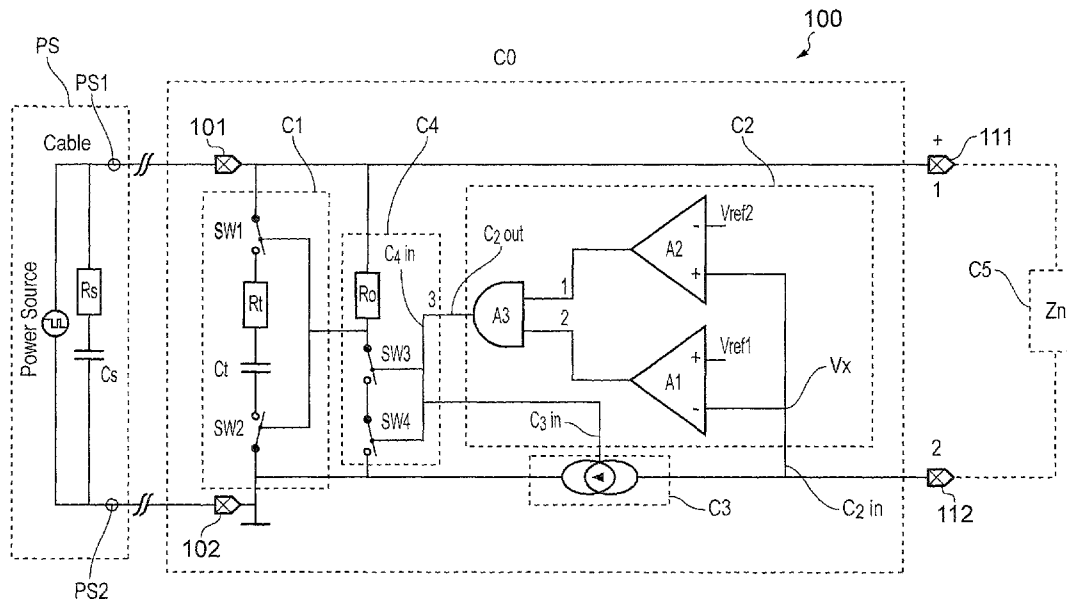 100
PS
C0
PS1
Cable
101
C1
C4
C2
+
111
1
SW1
C4 in
C2 out
Vref2
-
A2
+
C5
Power Source
Rs
Rt
Ro
3
A3
1
2
Zn
Cs
Ct
SW3
Vref1
+
A1
-
Vx
SW2
SW4
C3 in
2
102
C3
C2 in
112
PS2